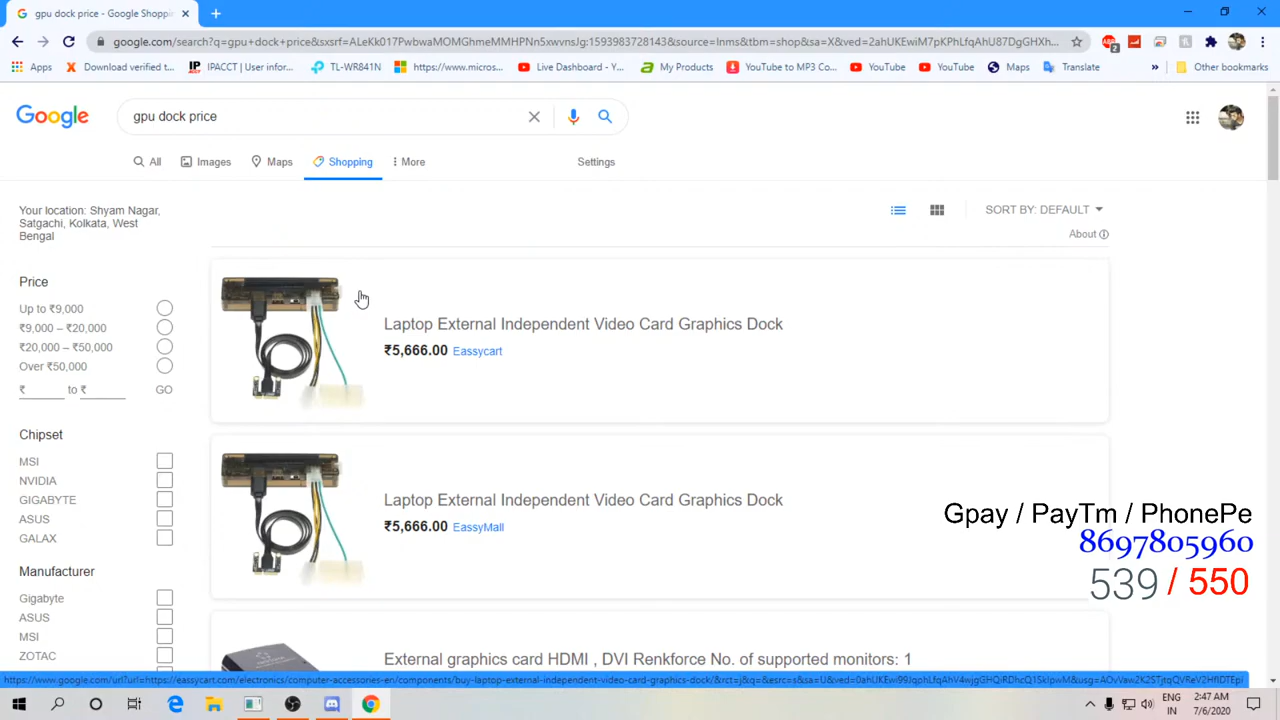 gpu dock price - Google Shoppi
google.com/search?q=gpu+dock+price&sxsrf=ALeKk017PwbwaMOMGhmeMMHPNn5xwvnsJg:1593983728143&source=lnms&tbm=shop&sa=X&ved=2ahUKEwiM7pKPhLfqAhU87DgGHXhc...
Apps
Download verified t...
IPACCT | User infor...
TL-WR841N
https://www.micros...
Live Dashboard - Y...
My Products
YouTube to MP3 Co...
YouTube
YouTube
Maps
Translate
»
Other bookmarks
Google
gpu dock price
All
Images
Maps
Shopping
More
Settings
Your location: Shyam Nagar,
Satgachi, Kolkata, West
Bengal
SORT BY: DEFAULT
About
Price
Up to ₹9,000
₹9,000 – ₹20,000
₹20,000 – ₹50,000
Over ₹50,000
₹ to ₹ GO
Chipset
MSI
NVIDIA
GIGABYTE
ASUS
GALAX
Manufacturer
Gigabyte
ASUS
MSI
ZOTAC
Laptop External Independent Video Card Graphics Dock
₹5,666.00 Eassycart
Laptop External Independent Video Card Graphics Dock
₹5,666.00 EassyMall
External graphics card HDMI , DVI Renkforce No. of supported monitors: 1
Gpay / PayTm / PhonePe
8697805960
539 / 550
ENG
IN
2:47 AM
7/6/2020